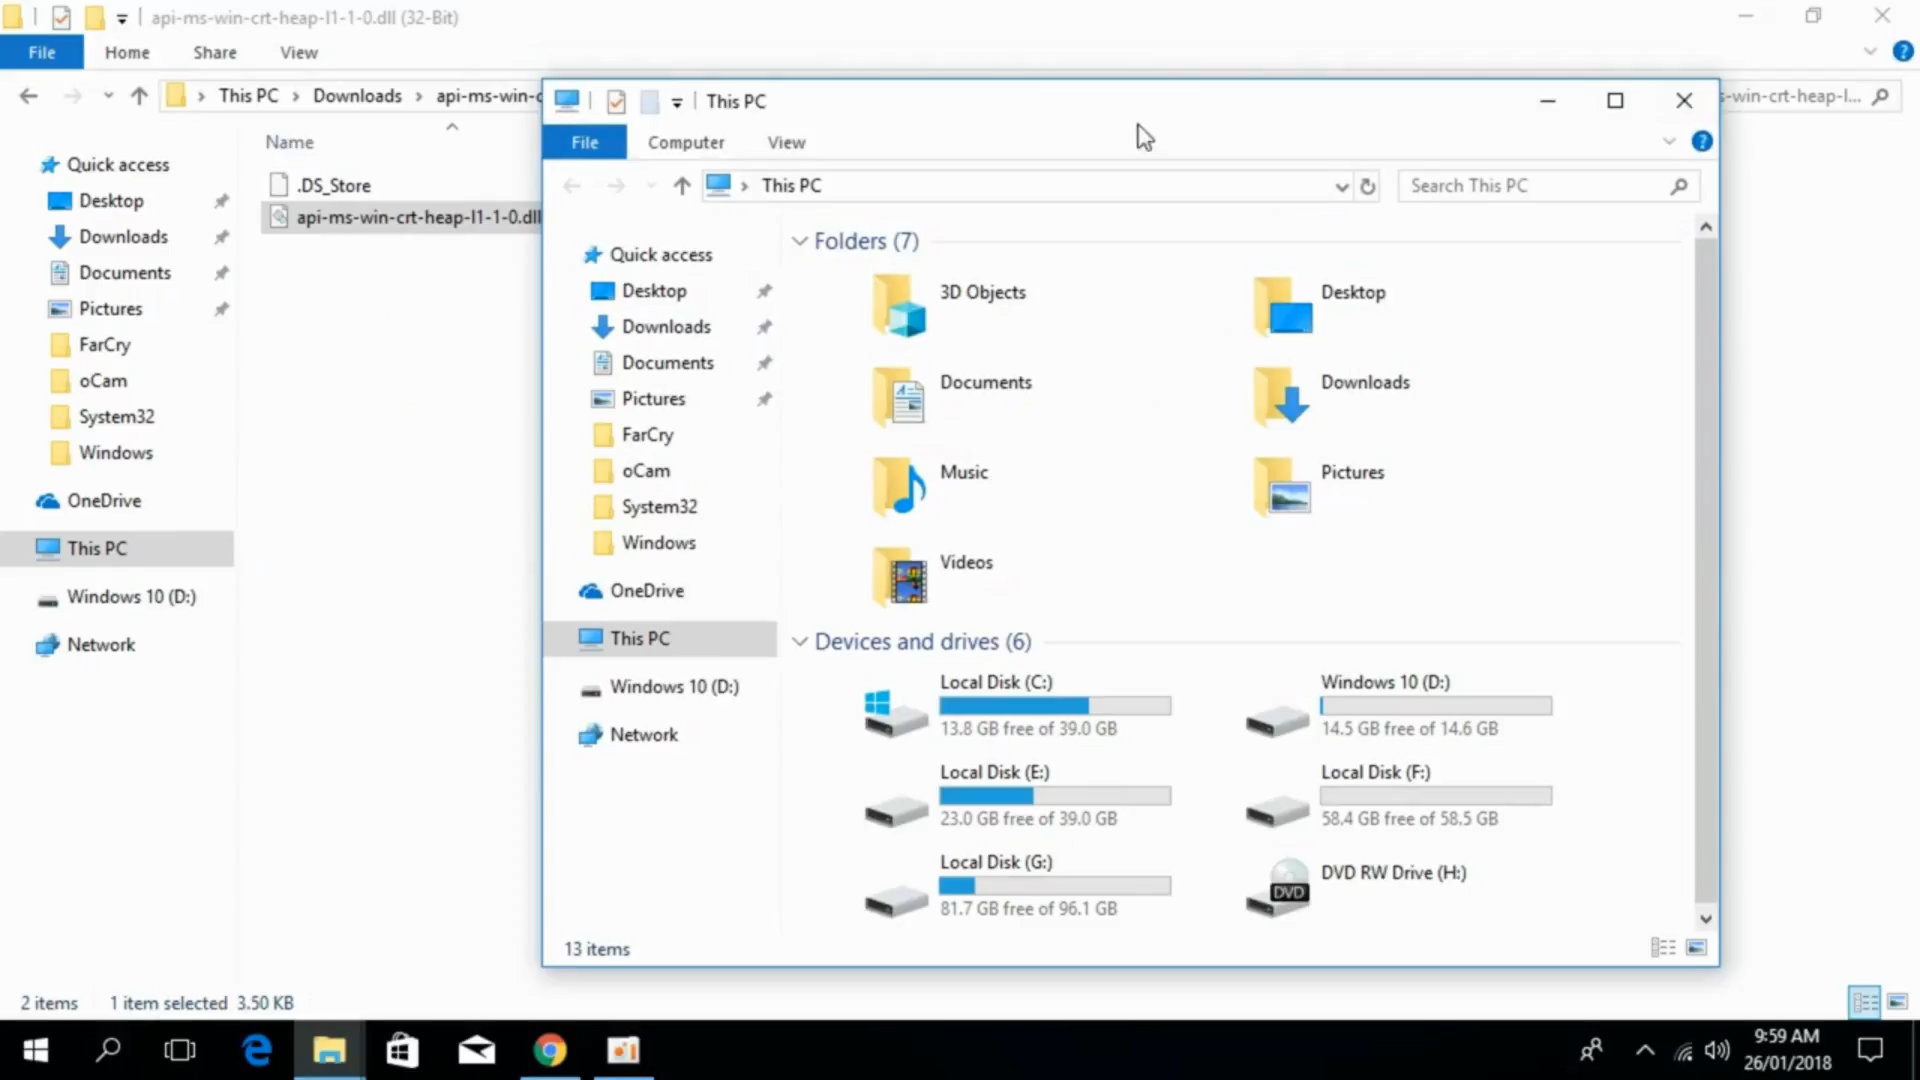 api-ms-win-crt-heap-l1-1-0.dll (32-Bit)
File Home Share View
This PC Downloads api-ms-win-c
-win-crt-heap-l...
Name
.DS_Store
api-ms-win-crt-heap-l1-1-0.dll
Quick access
Desktop
Downloads
Documents
Pictures
FarCry
oCam
System32
Windows
OneDrive
This PC
Windows 10 (D:)
Network
2 items 1 item selected 3.50 KB
This PC
File Computer View
This PC
Search This PC
Quick access
Desktop
Downloads
Documents
Pictures
FarCry
oCam
System32
Windows
OneDrive
This PC
Windows 10 (D:)
Network
Folders (7)
3D Objects
Desktop
Documents
Downloads
Music
Pictures
Videos
Devices and drives (6)
Local Disk (C:)
13.8 GB free of 39.0 GB
Windows 10 (D:)
14.5 GB free of 14.6 GB
Local Disk (E:)
23.0 GB free of 39.0 GB
Local Disk (F:)
58.4 GB free of 58.5 GB
Local Disk (G:)
81.7 GB free of 96.1 GB
DVD RW Drive (H:)
DVD
13 items
9:59 AM
26/01/2018